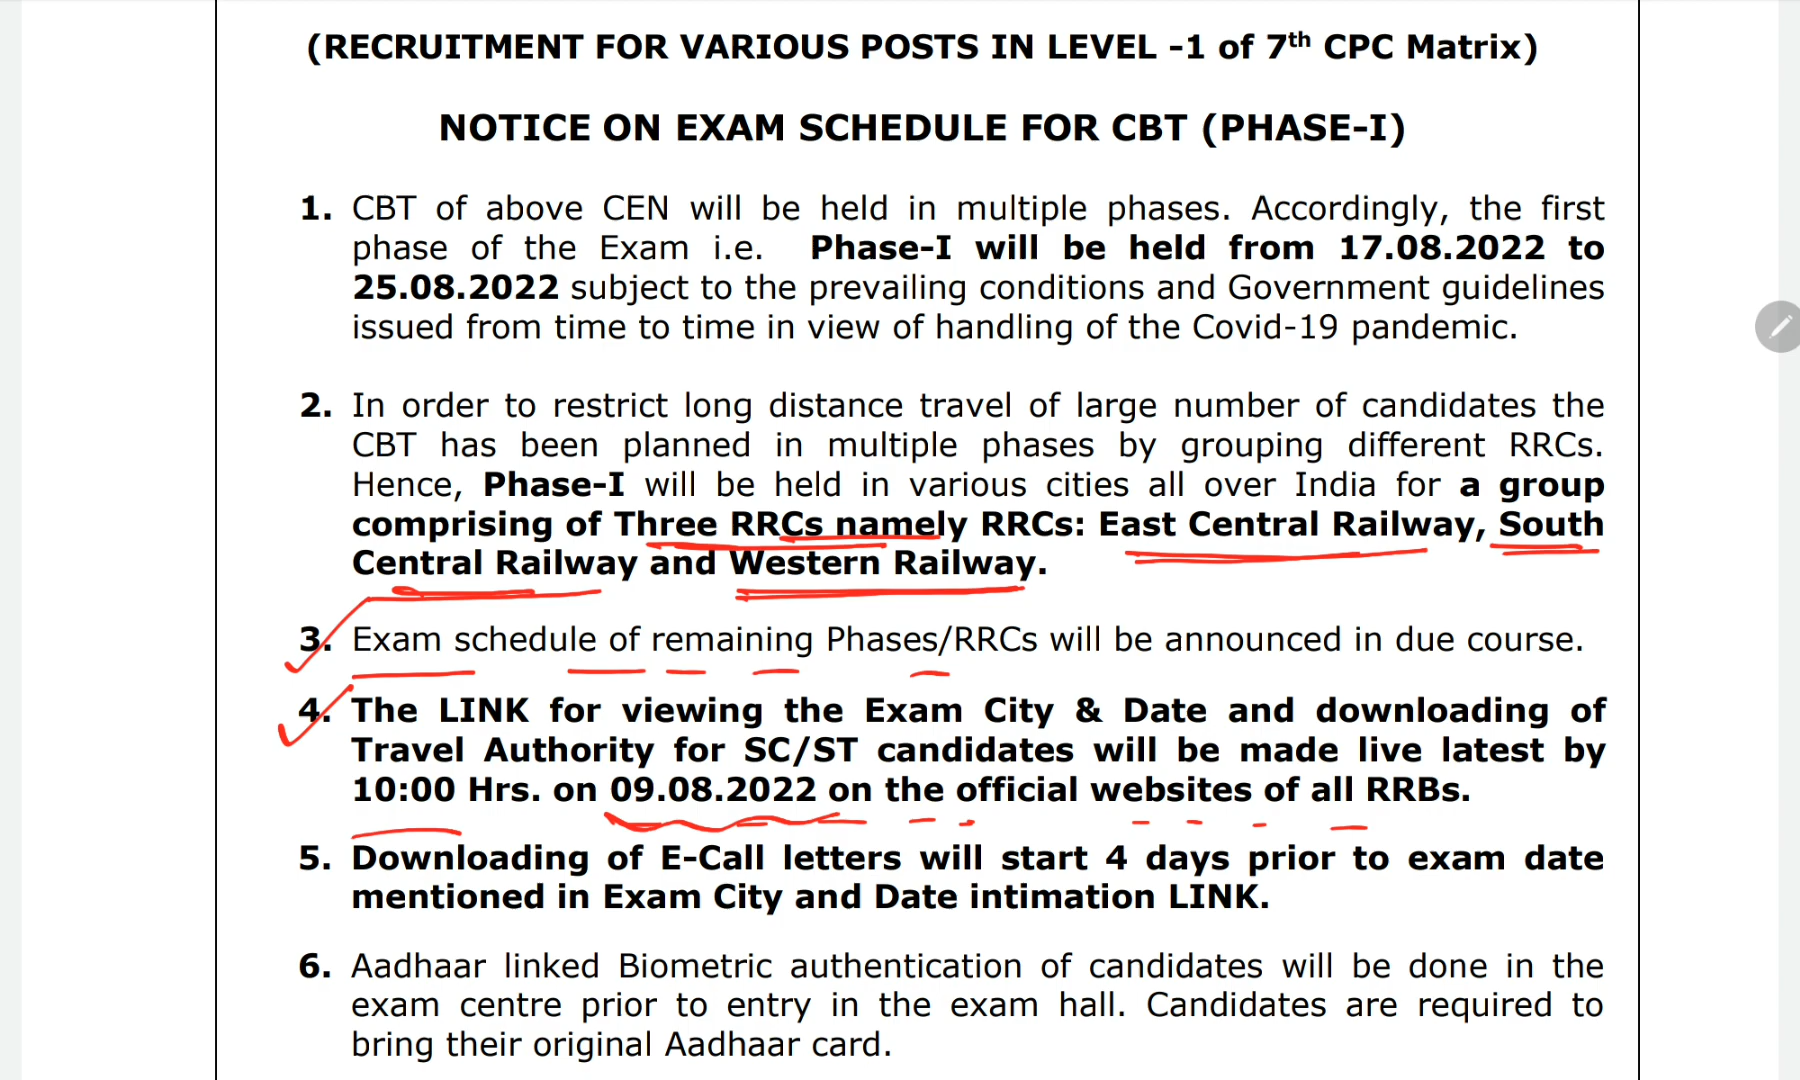 (RECRUITMENT FOR VARIOUS POSTS IN LEVEL -1 of 7th CPC Matrix)
NOTICE ON EXAM SCHEDULE FOR CBT (PHASE-I)
1. CBT of above CEN will be held in multiple phases. Accordingly, the first
phase of the Exam i.e. Phase-I will be held from 17.08.2022 to
25.08.2022 subject to the prevailing conditions and Government guidelines
issued from time to time in view of handling of the Covid-19 pandemic.
2. In order to restrict long distance travel of large number of candidates the
CBT has been planned in multiple phases by grouping different RRCs.
Hence, Phase-I will be held in various cities all over India for a group
comprising of Three RRCs namely RRCs: East Central Railway, South
Central Railway and Western Railway.
3. Exam schedule of remaining Phases/RRCs will be announced in due course.
4. The LINK for viewing the Exam City & Date and downloading of
Travel Authority for SC/ST candidates will be made live latest by
10:00 Hrs. on 09.08.2022 on the official websites of all RRBs.
5. Downloading of E-Call letters will start 4 days prior to exam date
mentioned in Exam City and Date intimation LINK.
6. Aadhaar linked Biometric authentication of candidates will be done in the
exam centre prior to entry in the exam hall. Candidates are required to
bring their original Aadhaar card.